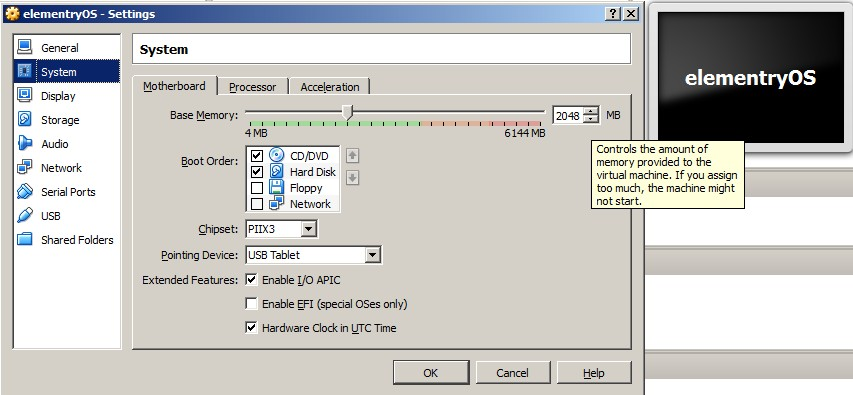 elementryOS - Settings
General
System
Display
Storage
Audio
Network
Serial Ports
USB
Shared Folders
System
Motherboard Processor Acceleration
Base Memory: 2048 MB
4 MB 6144 MB
Boot Order: CD/DVD
Hard Disk
Floppy
Network
Chipset: PIIX3
Pointing Device: USB Tablet
Extended Features: Enable I/O APIC
Enable EFI (special OSes only)
Hardware Clock in UTC Time
OK Cancel Help
elementryOS
Controls the amount of
memory provided to the
virtual machine. If you assign
too much, the machine might
not start.